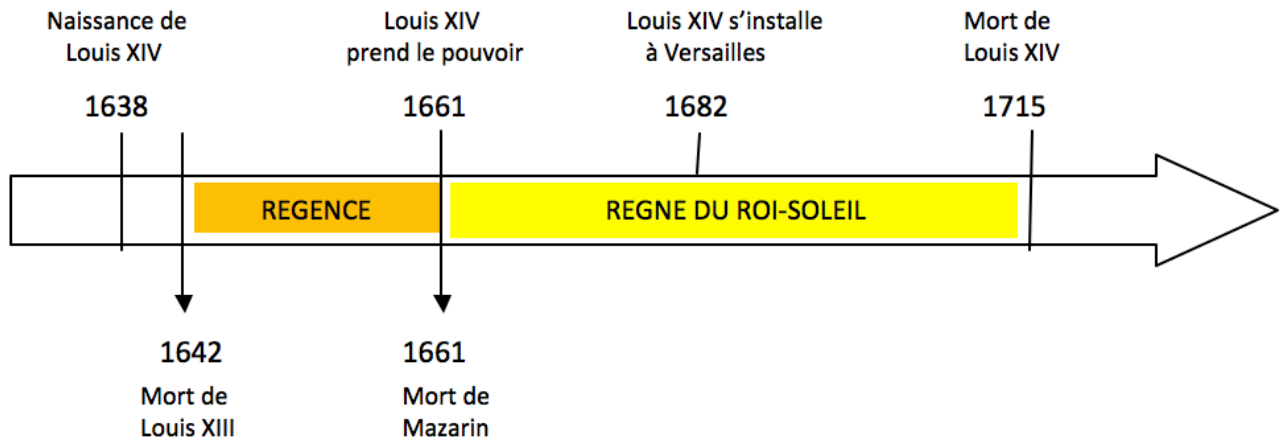 Naissance de
Louis XIV
1638
Louis XIV
prend le pouvoir
1661
Louis XIV s’installe
à Versailles
1682
Mort de
Louis XIV
1715
REGENCE
REGNE DU ROI-SOLEIL
1642
Mort de
Louis XIII
1661
Mort de
Mazarin